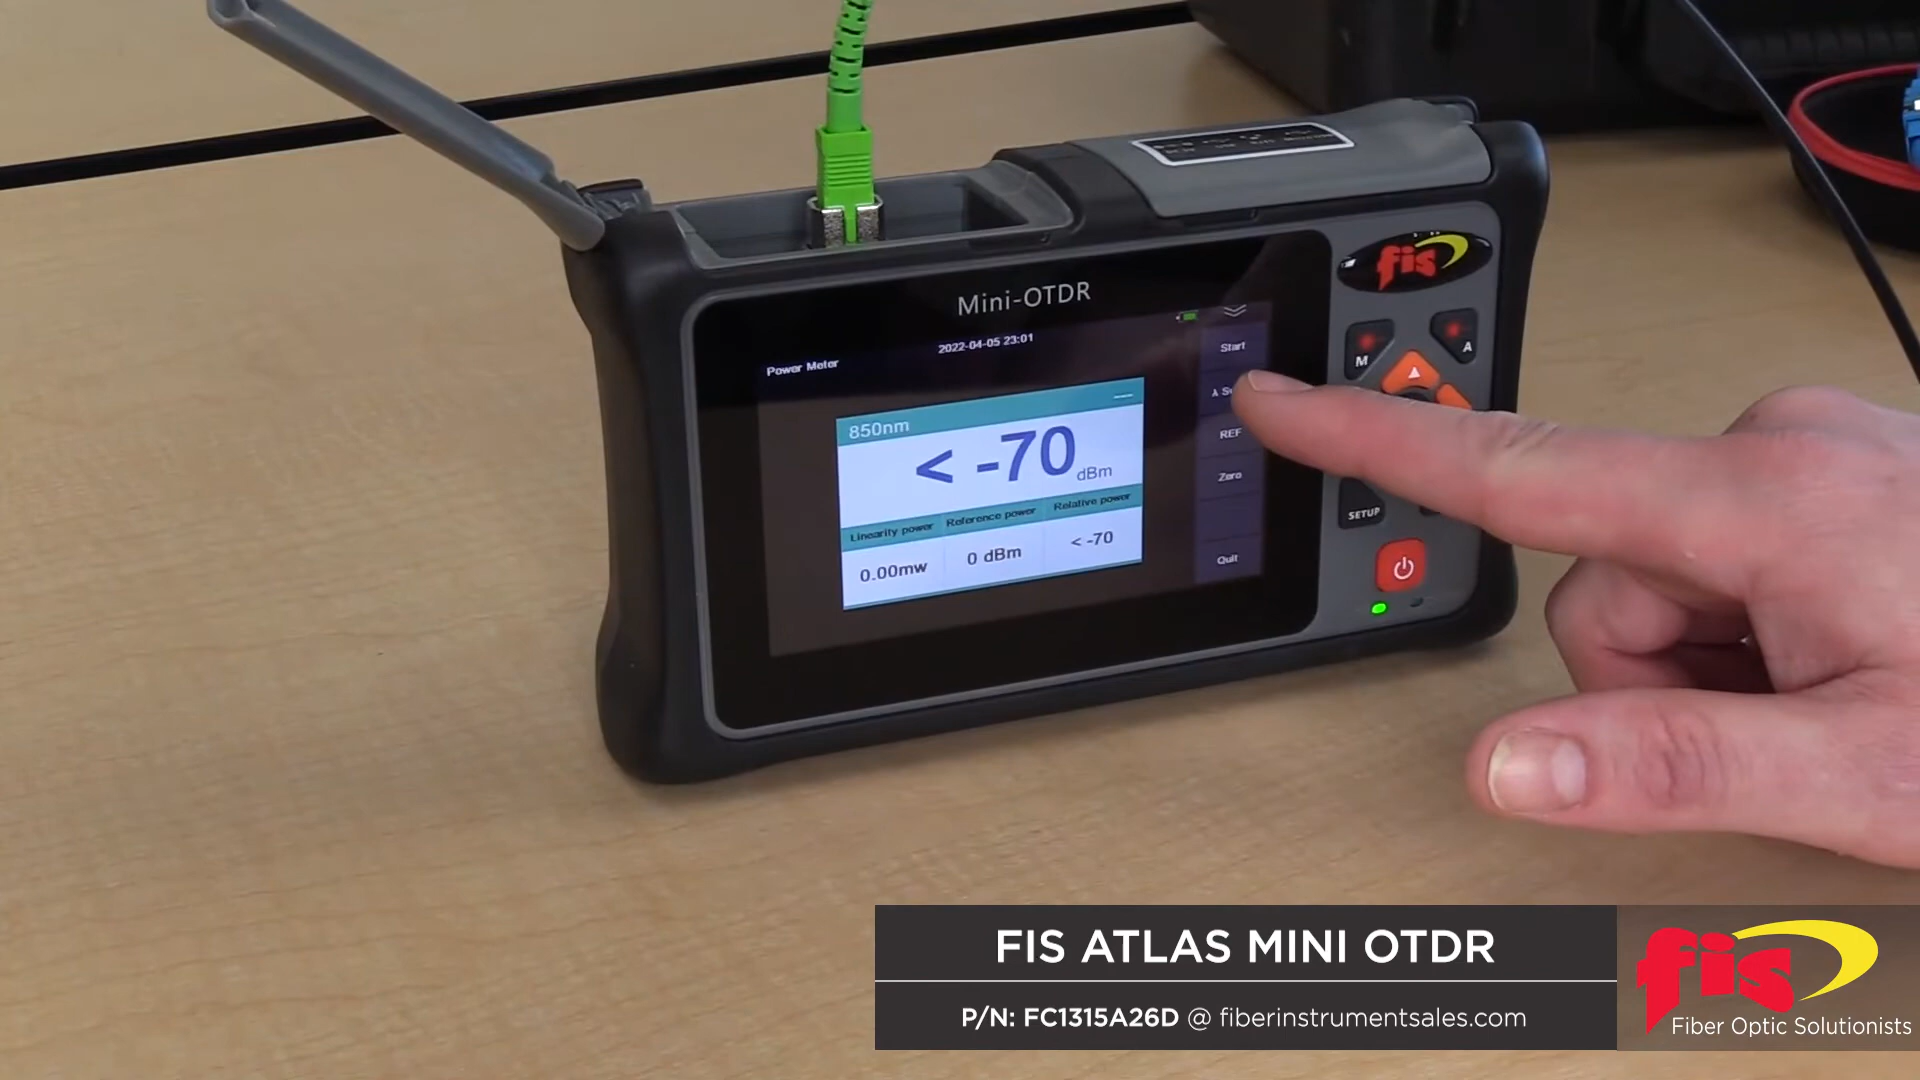 Mini-OTDR
2022-04-05 23:01
Power Meter
850nm
< -70
dBm
Linearity power Reference power Relative power
0.00mw 0 dBm < -70
Start
λ
REF
Zero
Quit
fis
M
A
SETUP
FIS ATLAS MINI OTDR
P/N: FC1315A26D @ fiberinstrumentsales.com
fis
Fiber Optic Solutionists